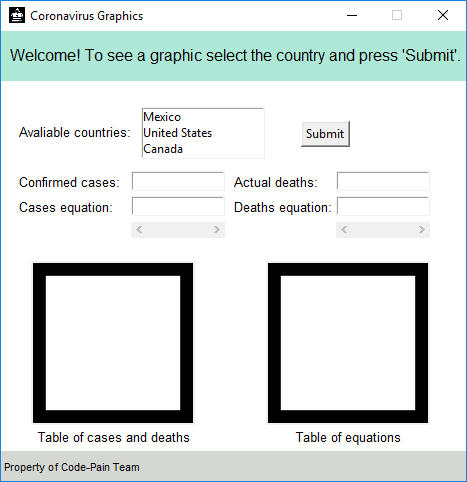 Coronavirus Graphics
Welcome! To see a graphic select the country and press 'Submit'.
Avaliable countries:
Mexico
United States
Canada
Submit
Confirmed cases:
Actual deaths:
Cases equation:
Deaths equation:
Table of cases and deaths
Table of equations
Property of Code-Pain Team